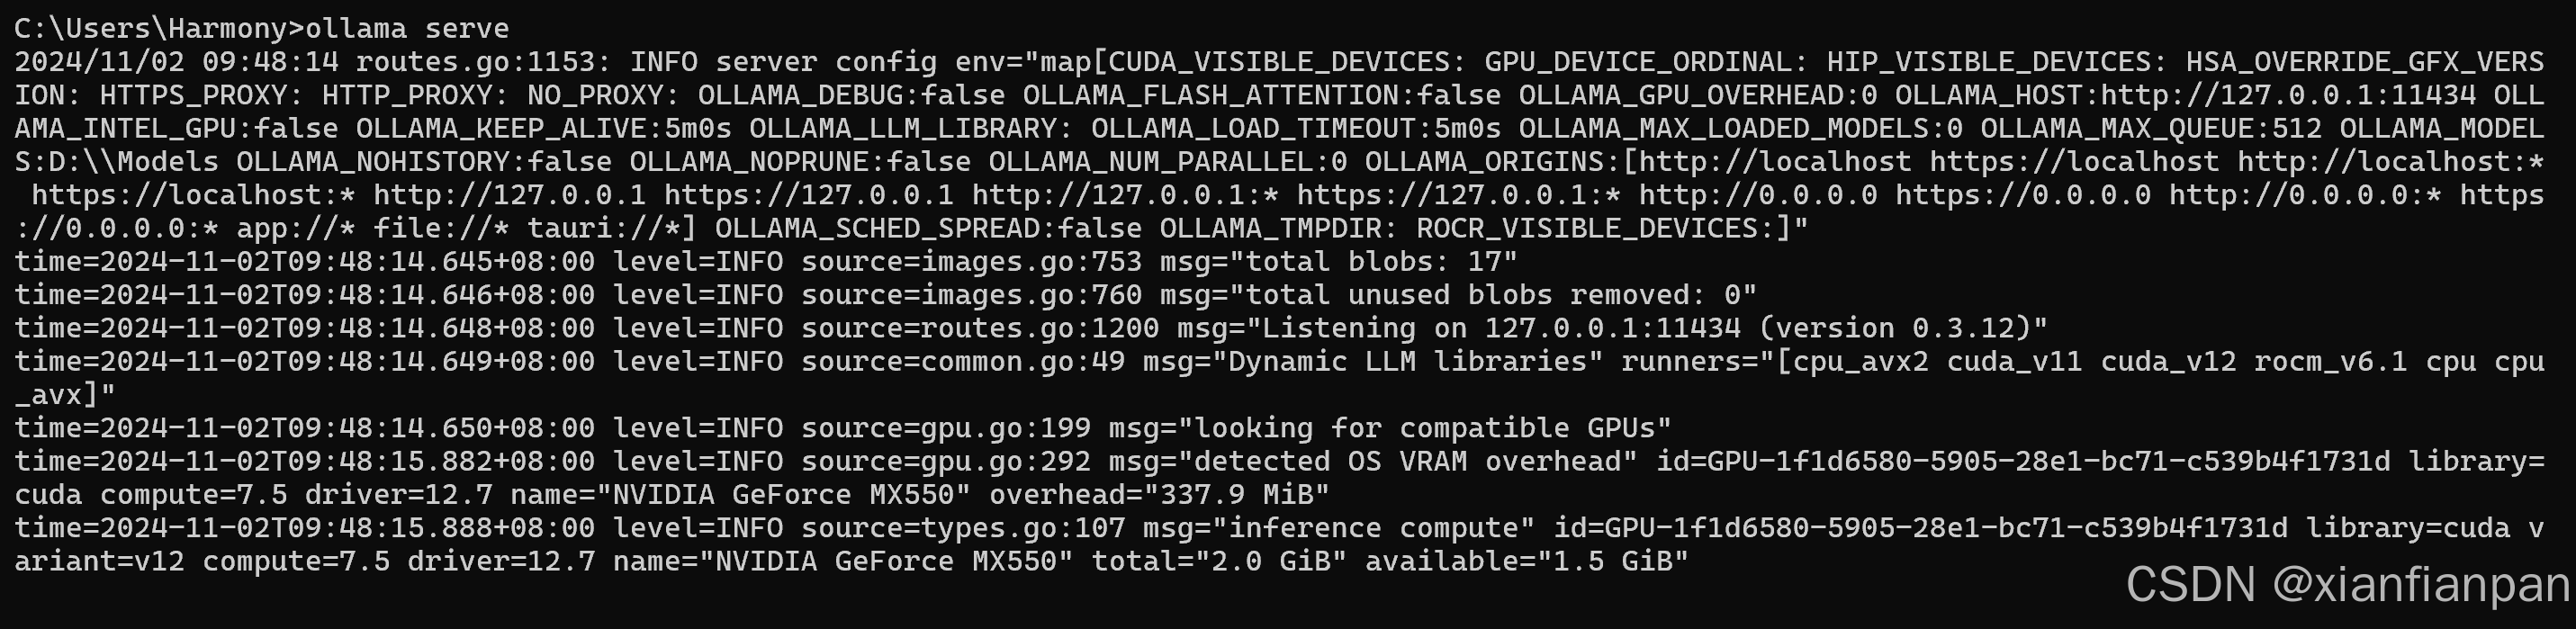 C:\Users\Harmony>ollama serve
2024/11/02 09:48:14 routes.go:1153: INFO server config env="map[CUDA_VISIBLE_DEVICES: GPU_DEVICE_ORDINAL: HIP_VISIBLE_DEVICES: HSA_OVERRIDE_GFX_VERS
ION: HTTPS_PROXY: HTTP_PROXY: NO_PROXY: OLLAMA_DEBUG:false OLLAMA_FLASH_ATTENTION:false OLLAMA_GPU_OVERHEAD:0 OLLAMA_HOST:http://127.0.0.1:11434 OLL
AMA_INTEL_GPU:false OLLAMA_KEEP_ALIVE:5m0s OLLAMA_LLM_LIBRARY: OLLAMA_LOAD_TIMEOUT:5m0s OLLAMA_MAX_LOADED_MODELS:0 OLLAMA_MAX_QUEUE:512 OLLAMA_MODEL
S:D:\\Models OLLAMA_NOHISTORY:false OLLAMA_NOPRUNE:false OLLAMA_NUM_PARALLEL:0 OLLAMA_ORIGINS:[http://localhost https://localhost http://localhost:*
 https://localhost:* http://127.0.0.1 https://127.0.0.1 http://127.0.0.1:* https://127.0.0.1:* http://0.0.0.0 https://0.0.0.0 http://0.0.0.0:* https
://0.0.0.0:* app://* file://* tauri://*] OLLAMA_SCHED_SPREAD:false OLLAMA_TMPDIR: ROCR_VISIBLE_DEVICES:]"
time=2024-11-02T09:48:14.645+08:00 level=INFO source=images.go:753 msg="total blobs: 17"
time=2024-11-02T09:48:14.646+08:00 level=INFO source=images.go:760 msg="total unused blobs removed: 0"
time=2024-11-02T09:48:14.648+08:00 level=INFO source=routes.go:1200 msg="Listening on 127.0.0.1:11434 (version 0.3.12)"
time=2024-11-02T09:48:14.649+08:00 level=INFO source=common.go:49 msg="Dynamic LLM libraries" runners="[cpu_avx2 cuda_v11 cuda_v12 rocm_v6.1 cpu cpu
_avx]"
time=2024-11-02T09:48:14.650+08:00 level=INFO source=gpu.go:199 msg="looking for compatible GPUs"
time=2024-11-02T09:48:15.882+08:00 level=INFO source=gpu.go:292 msg="detected OS VRAM overhead" id=GPU-1f1d6580-5905-28e1-bc71-c539b4f1731d library=
cuda compute=7.5 driver=12.7 name="NVIDIA GeForce MX550" overhead="337.9 MiB"
time=2024-11-02T09:48:15.888+08:00 level=INFO source=types.go:107 msg="inference compute" id=GPU-1f1d6580-5905-28e1-bc71-c539b4f1731d library=cuda v
ariant=v12 compute=7.5 driver=12.7 name="NVIDIA GeForce MX550" total="2.0 GiB" available="1.5 GiB"
CSDN @xianfianpan